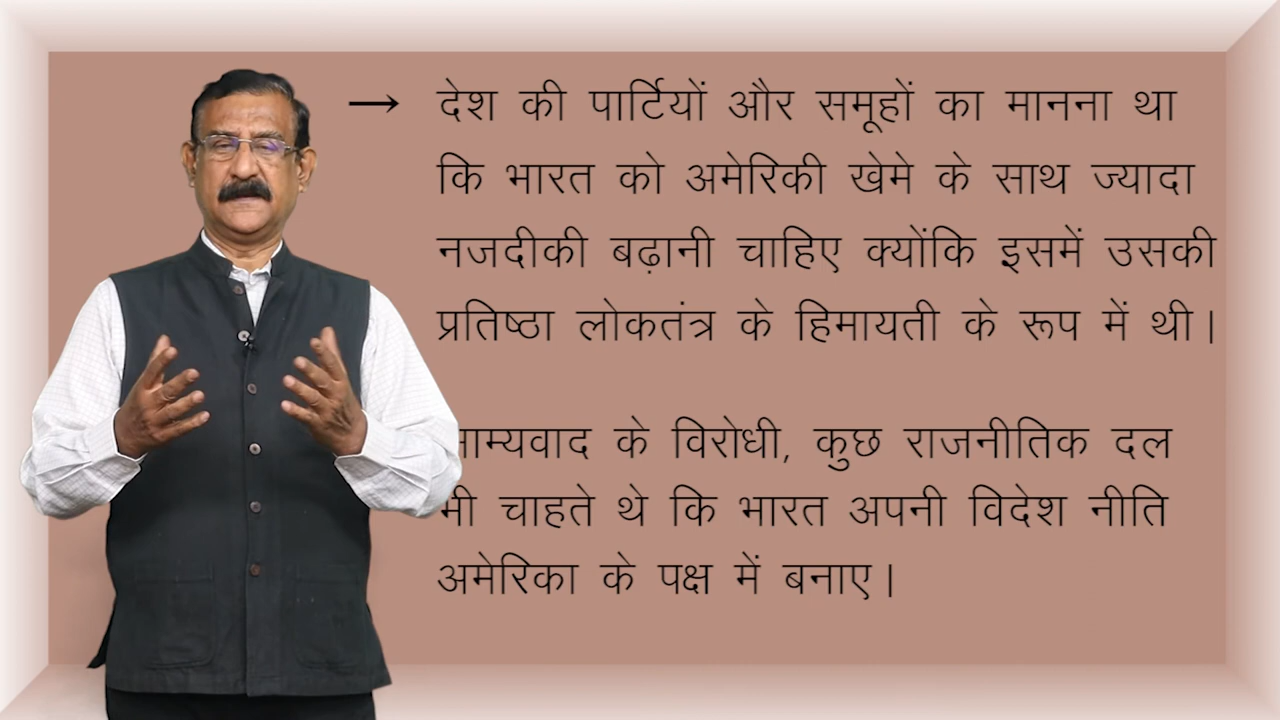 → देश की पार्टियों और समूहों का मानना था
कि भारत को अमेरिकी खेमे के साथ ज्यादा
नजदीकी बढ़ानी चाहिए क्योंकि इसमें उसकी
प्रतिष्ठा लोकतंत्र के हिमायती के रूप में थी।
के विरोधी, कुछ राजनीतिक दल
भी चाहते थे कि भारत अपनी विदेश नीति
अमेरिका के पक्ष में बनाए।